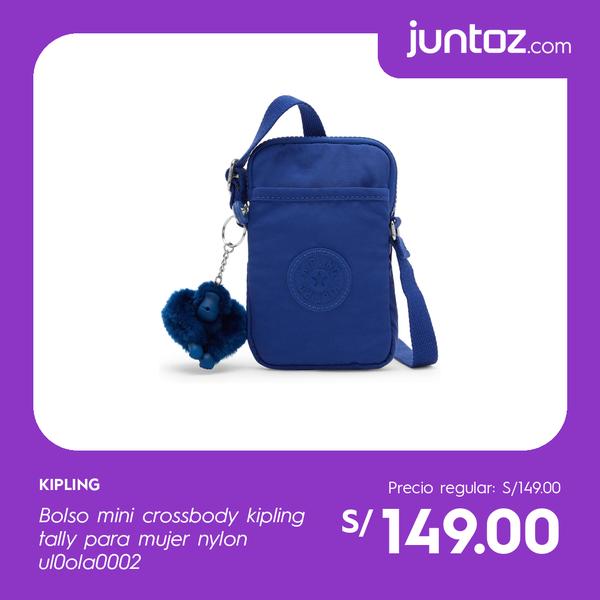 juntoz.com
KIPLING
Bolso mini crossbody kipling
tally para mujer nylon
ul0ola0002
Precio regular: S/149.00
S/149.00